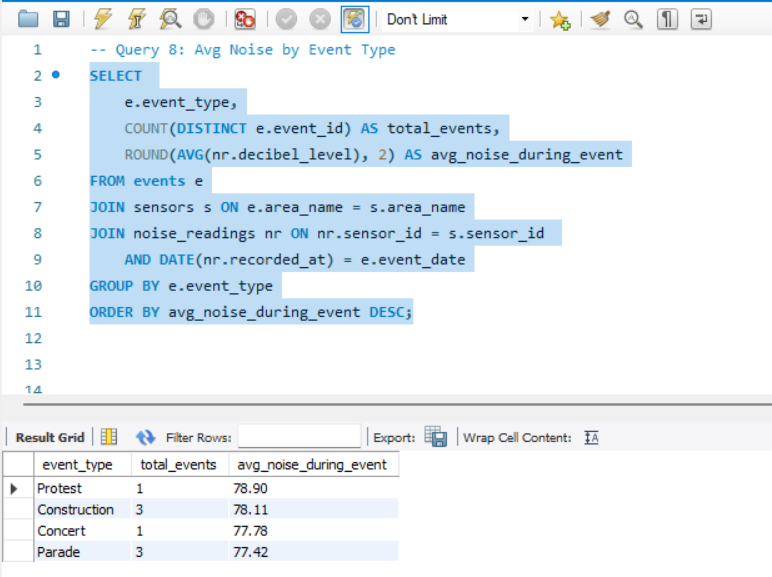 Don't Limit
1 -- Query 8: Avg Noise by Event Type
2 SELECT
3 e.event_type,
4 COUNT(DISTINCT e.event_id) AS total_events,
5 ROUND(AVG(nr.decibel_level), 2) AS avg_noise_during_event
6 FROM events e
7 JOIN sensors s ON e.area_name = s.area_name
8 JOIN noise_readings nr ON nr.sensor_id = s.sensor_id
9 AND DATE(nr.recorded_at) = e.event_date
10 GROUP BY e.event_type
11 ORDER BY avg_noise_during_event DESC;
12
13
14
Result Grid Filter Rows: Export: Wrap Cell Content:
event_type total_events avg_noise_during_event
Protest 1 78.90
Construction 3 78.11
Concert 1 77.78
Parade 3 77.42